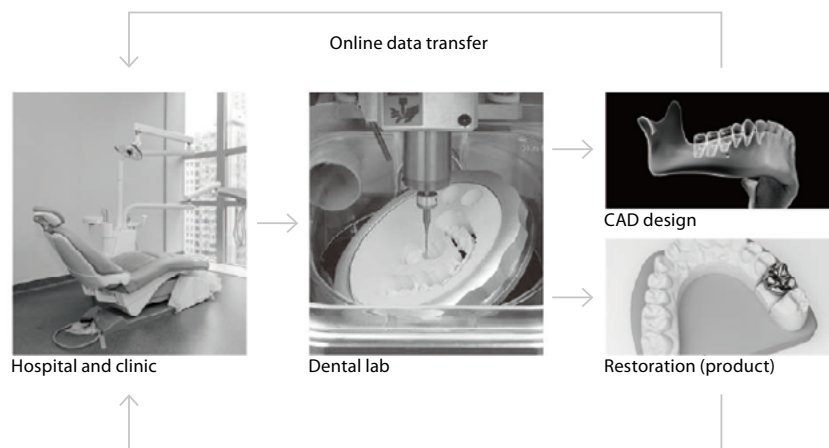 Online data transfer
Hospital and clinic
Dental lab
CAD design
Restoration (product)